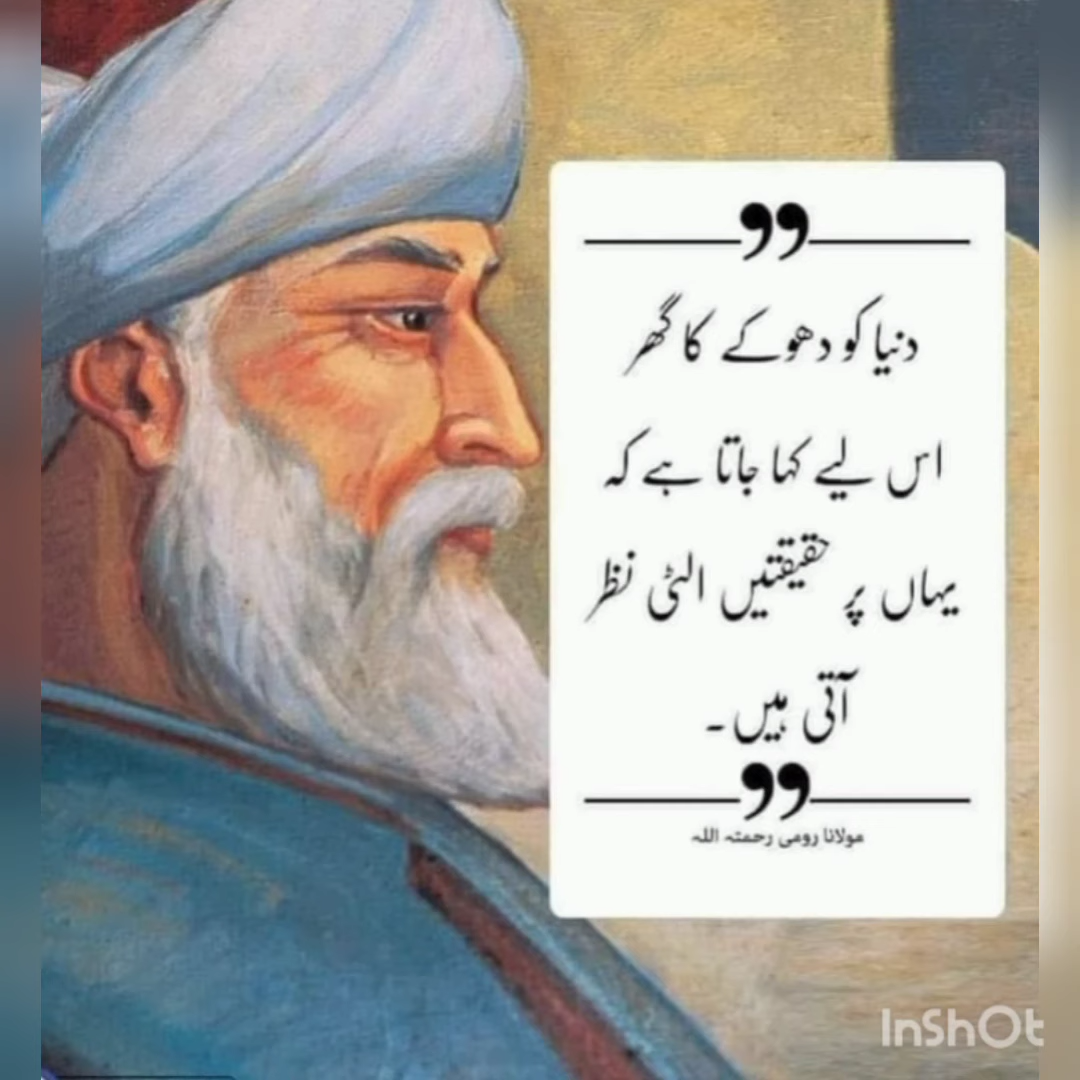 دنیا کو دھوکے کا گھر
اس لیے کہا جاتا ہے کہ
یہاں پر حقیقتیں الٹی نظر
آتی ہیں۔
مولانا رومی رحمتہ اللہ
InShOt